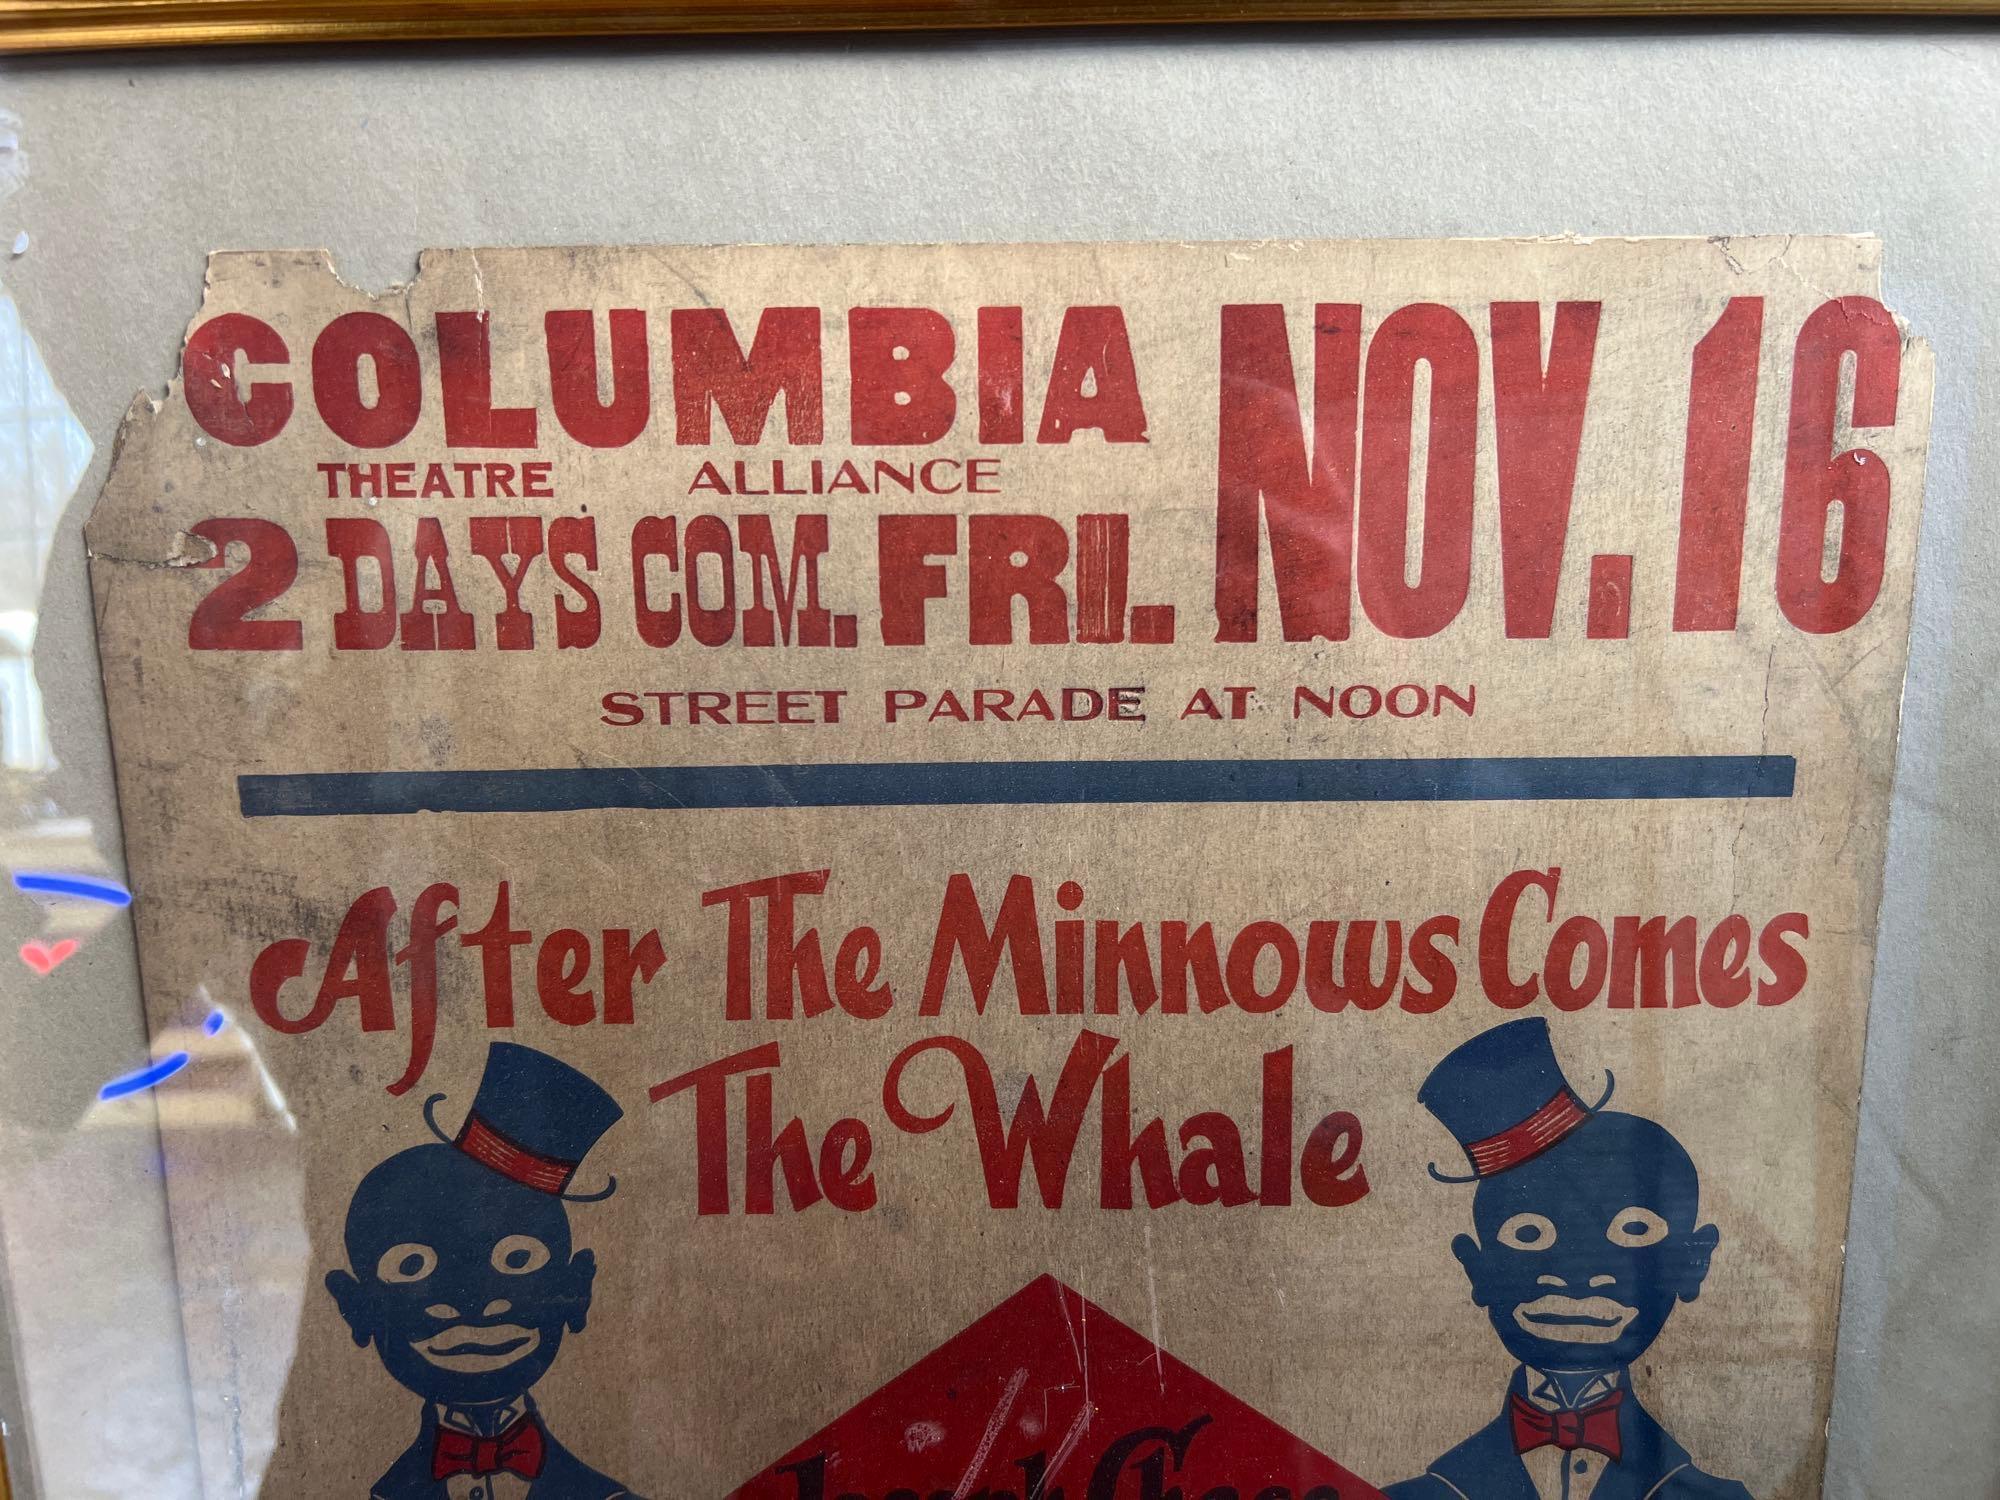 COLUMBIA NOV. 16
THEATRE ALLIANCE
2 DAYS COM. FRI.
STREET PARADE AT NOON
After The Minnows Comes
The Whale
Joseph